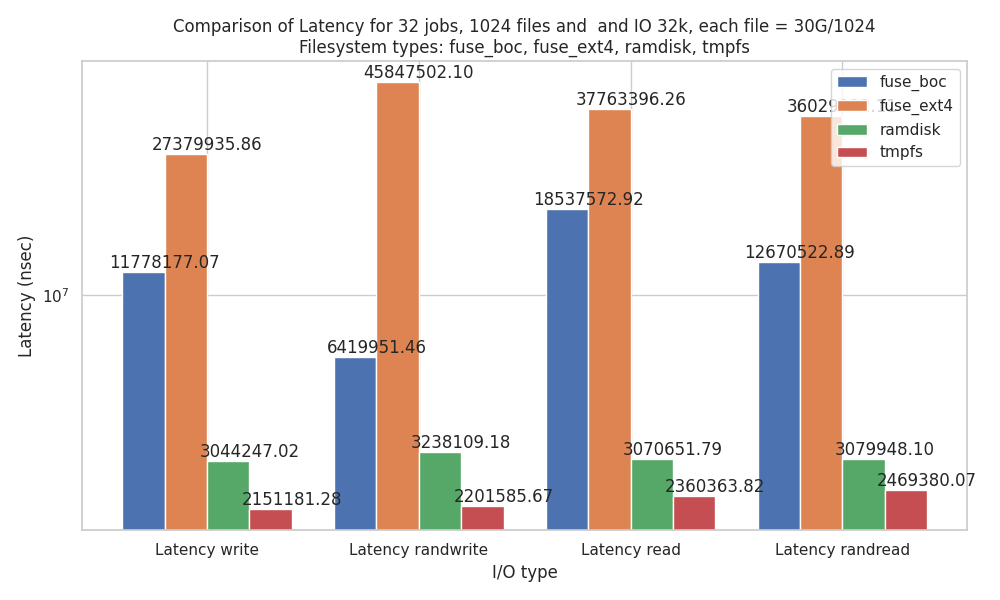 Comparison of Latency for 32 jobs, 1024 files and  and IO 32k, each file = 30G/1024
Filesystem types: fuse_boc, fuse_ext4, ramdisk, tmpfs
fuse_boc
fuse_ext4
ramdisk
tmpfs
Latency (nsec)
10^7
11778177.07
27379935.86
3044247.02
2151181.28
6419951.46
45847502.10
3238109.18
2201585.67
18537572.92
37763396.26
3070651.79
2360363.82
12670522.89
3079948.10
2469380.07
Latency write
Latency randwrite
Latency read
Latency randread
I/O type